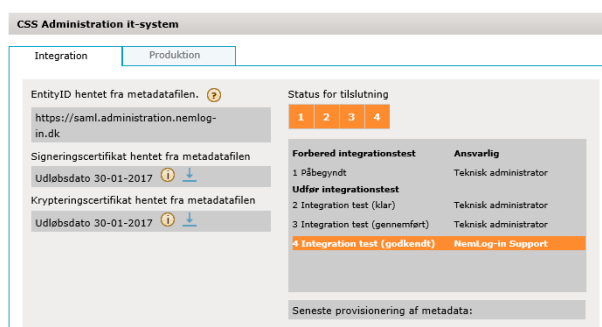 CSS Administration it-system
Integration
Produktion
EntityID hentet fra metadatafilen. ?
https://saml.administration.nemlog-
in.dk
Signeringscertifikat hentet fra metadatafilen
Udløbsdato 30-01-2017 i
Krypteringscertifikat hentet fra metadatafilen
Udløbsdato 30-01-2017 i
Status for tilslutning
1 2 3 4
Forbered integrationstest Ansvarlig
1 Påbegyndt Teknisk administrator
Udfør integrationstest
2 Integration test (klar) Teknisk administrator
3 Integration test (gennemført) Teknisk administrator
4 Integration test (godkendt) NemLog-in Support
Seneste provisionering af metadata: